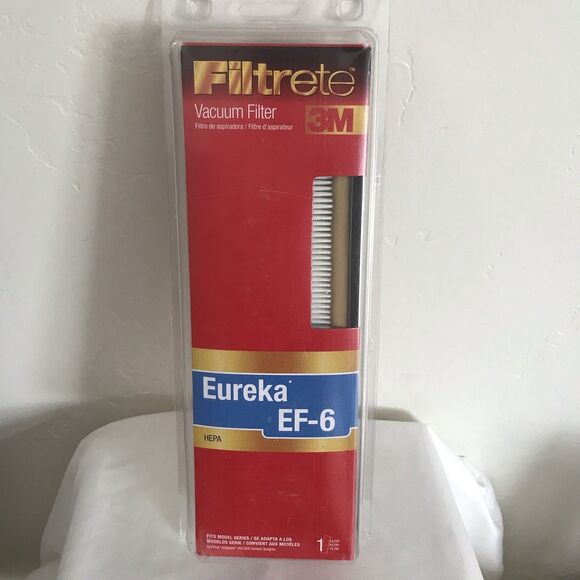 Filtrete™
Vacuum Filter
Filtro de aspiradora / Filtre d'aspirateur
3M
Eureka®
EF-6
HEPA
FITS MODEL SERIES / SE ADAPTA A LOS
MODELOS SERIE / CONVIENT AUX MODÈLES
1